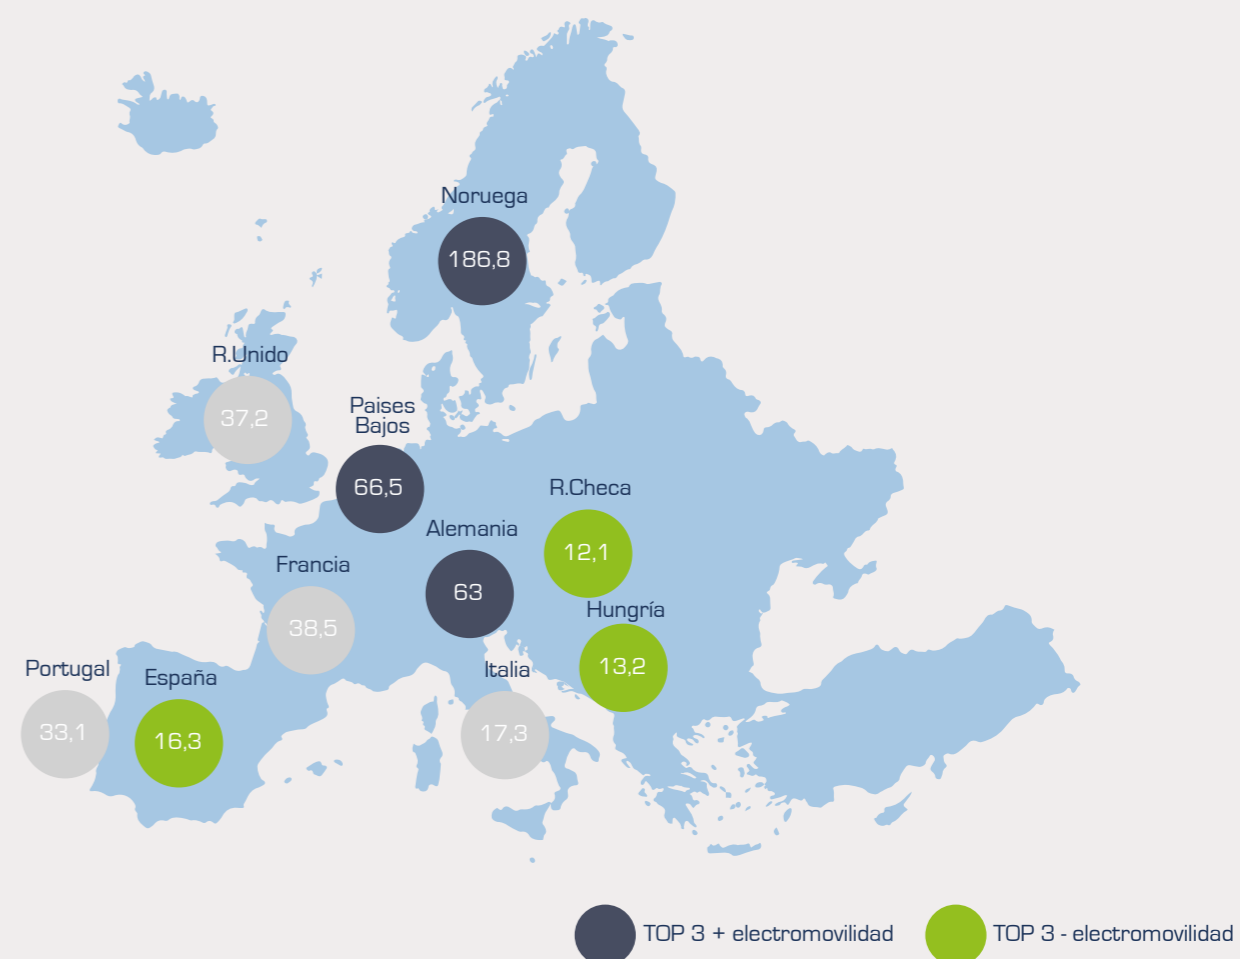 Noruega
186,8
R.Unido
37,2
Paises
Bajos
66,5
R.Checa
12,1
Alemania
63
Francia
38,5
Hungría
13,2
Portugal
33,1
España
16,3
Italia
17,3
TOP 3 + electromovilidad
TOP 3 - electromovilidad